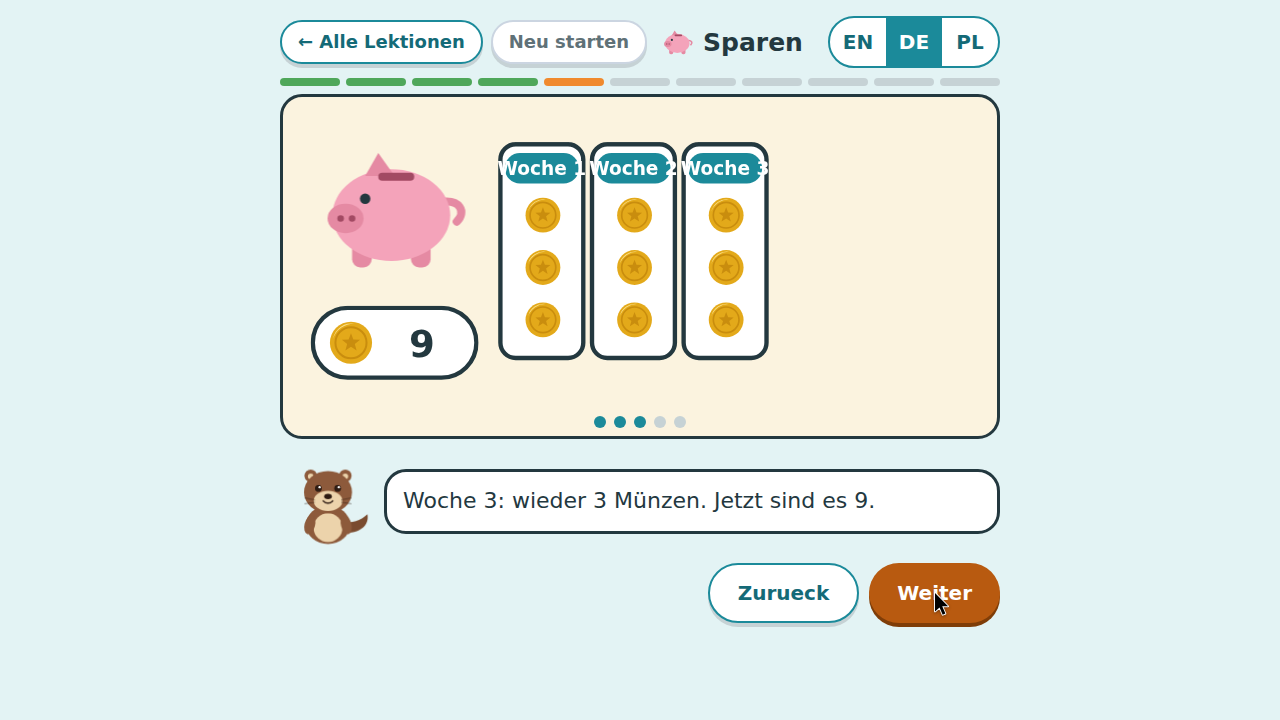 ← Alle Lektionen
Neu starten
Sparen
EN DE PL
Woche 1
Woche 2
Woche 3
9
Woche 3: wieder 3 Münzen. Jetzt sind es 9.
Zurueck
Weiter